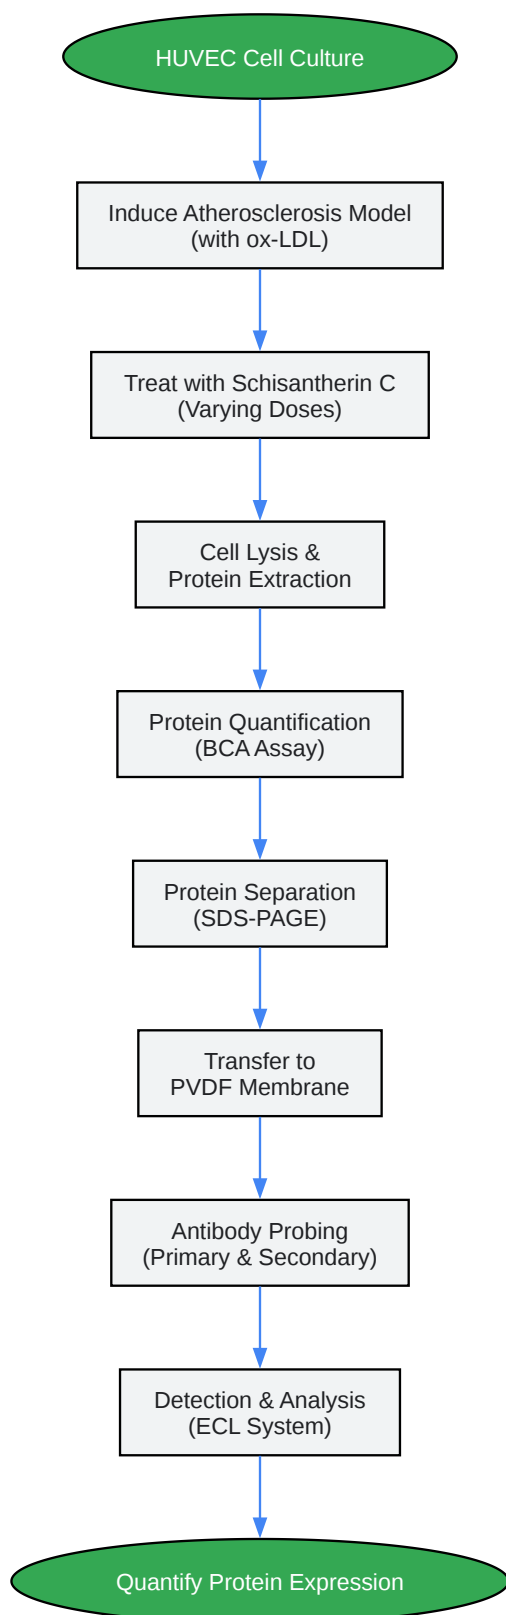 HUVEC Cell Culture
Induce Atherosclerosis Model
(with ox-LDL)
Treat with Schisantherin C
(Varying Doses)
Cell Lysis &
Protein Extraction
Protein Quantification
(BCA Assay)
Protein Separation
(SDS-PAGE)
Transfer to
PVDF Membrane
Antibody Probing
(Primary & Secondary)
Detection & Analysis
(ECL System)
Quantify Protein Expression